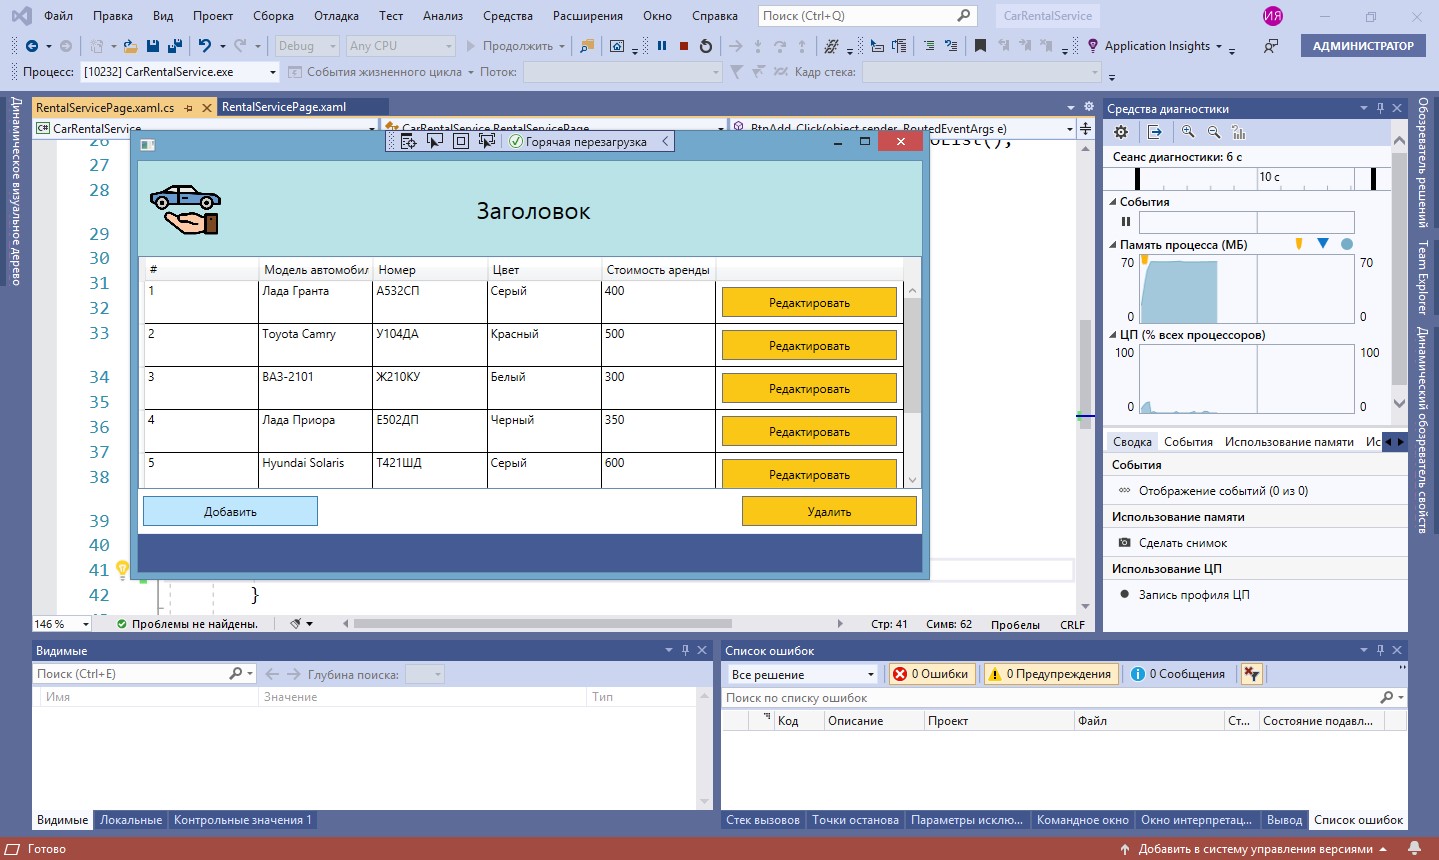 Файл Правка Вид Проект Сборка Отладка Тест Анализ Средства Расширения Окно Справка Поиск (Ctrl+Q) CarRentalService ИЯ
Debug Any CPU Продолжить Application Insights АДМИНИСТРАТОР
Процесс: [10232] CarRentalService.exe События жизненного цикла Поток: Кадр стека:
Динамическое визуальное дерево
RentalServicePage.xaml.cs RentalServicePage.xaml
CarRentalService CarRentalService.RentalServicePage BtnAdd_Click(object sender, RoutedEventArgs e)
Горячая перезагрузка
27
28
29
30
31
32
33
34
35
36
37
38
39
40
41
42 }
Заголовок
# Модель автомобил Номер Цвет Стоимость аренды
1 Лада Гранта А532СП Серый 400 Редактировать
2 Toyota Camry У104ДА Красный 500 Редактировать
3 ВАЗ-2101 Ж210КУ Белый 300 Редактировать
4 Лада Приора Е502ДП Черный 350 Редактировать
5 Hyundai Solaris Т421ШД Серый 600 Редактировать
Добавить Удалить
146 % Проблемы не найдены. Стр: 41 Симв: 62 Пробелы CRLF
Средства диагностики
Сеанс диагностики: 6 с
10 с
События
Память процесса (МБ)
70 70
0 0
ЦП (% всех процессоров)
100 100
0 0
Сводка События Использование памяти Ис
События
Отображение событий (0 из 0)
Использование памяти
Сделать снимок
Использование ЦП
Запись профиля ЦП
Обозреватель решений
Team Explorer
Динамический обозреватель свойств
Видимые
Поиск (Ctrl+E) Глубина поиска:
Имя Значение Тип
Видимые Локальные Контрольные значения 1
Список ошибок
Все решение 0 Ошибки 0 Предупреждения 0 Сообщения
Поиск по списку ошибок
Код Описание Проект Файл Ст... Состояние подавл...
Стек вызовов Точки останова Параметры исклю... Командное окно Окно интерпретац... Вывод Список ошибок
Готово Добавить в систему управления версиями